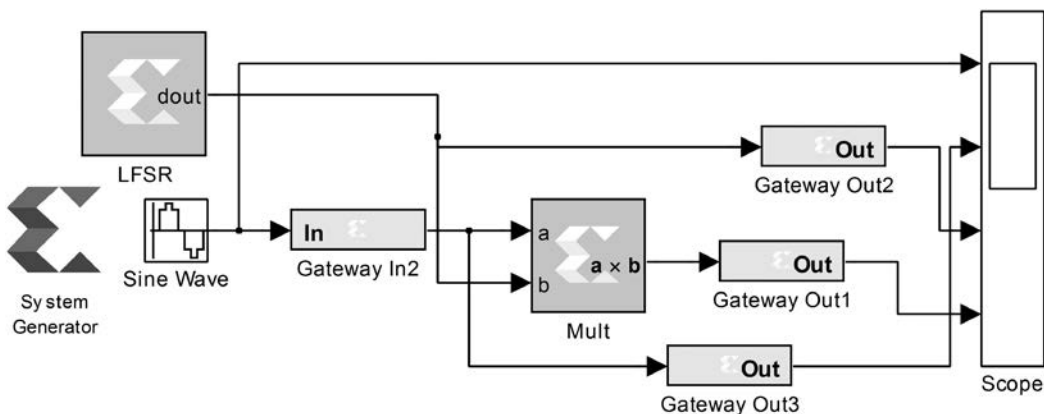 dout
LFSR
Out
Gateway Out2
In
Gateway In2
Sine Wave
System
Generator
a
b
a × b
Mult
Out
Gateway Out1
Out
Gateway Out3
Scope